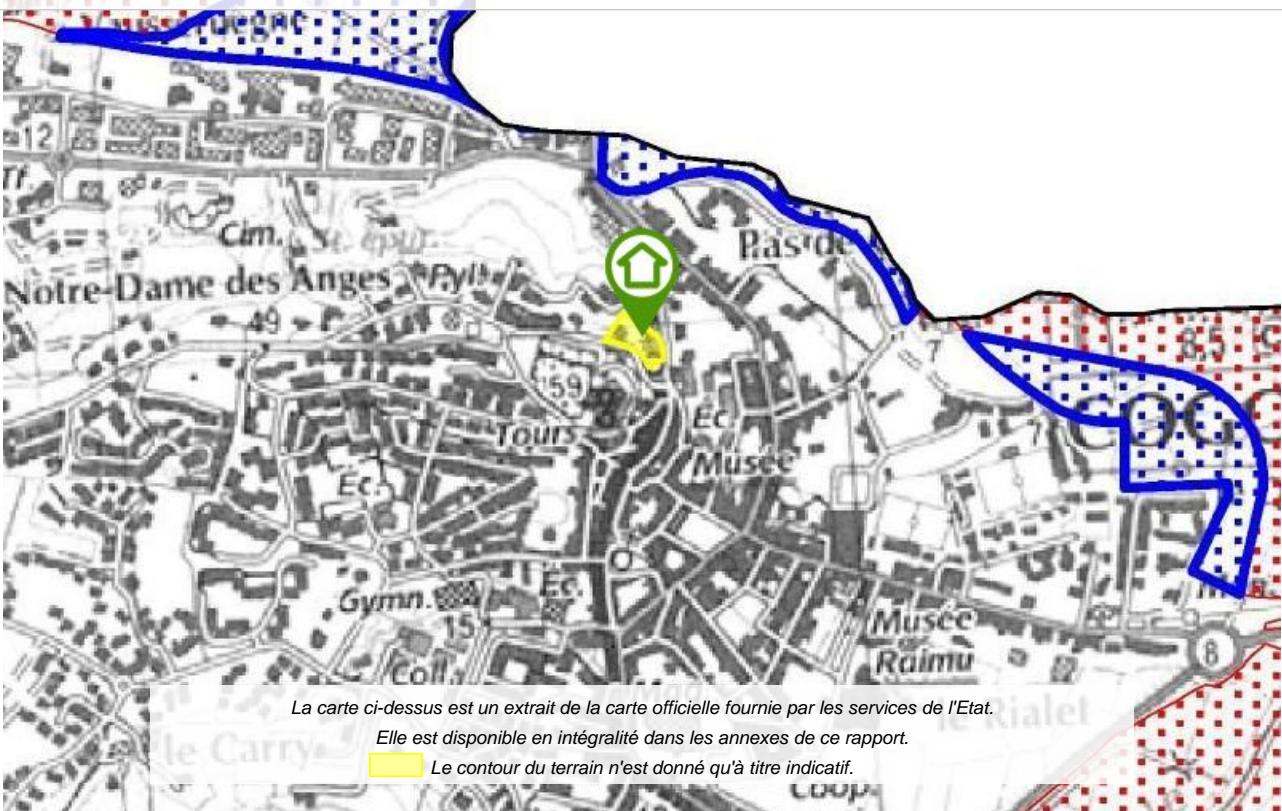 12
Cim.
Notre-Dame des Anges
49
59
Tours
Ec.
Musée
7
8,5
Ec.
Ec.
Gymn.
15
Coll.
Musée
Raimu
8
le Rialet
le Carry
Coop.
La carte ci-dessus est un extrait de la carte officielle fournie par les services de l'Etat.
Elle est disponible en intégralité dans les annexes de ce rapport.
Le contour du terrain n'est donné qu'à titre indicatif.